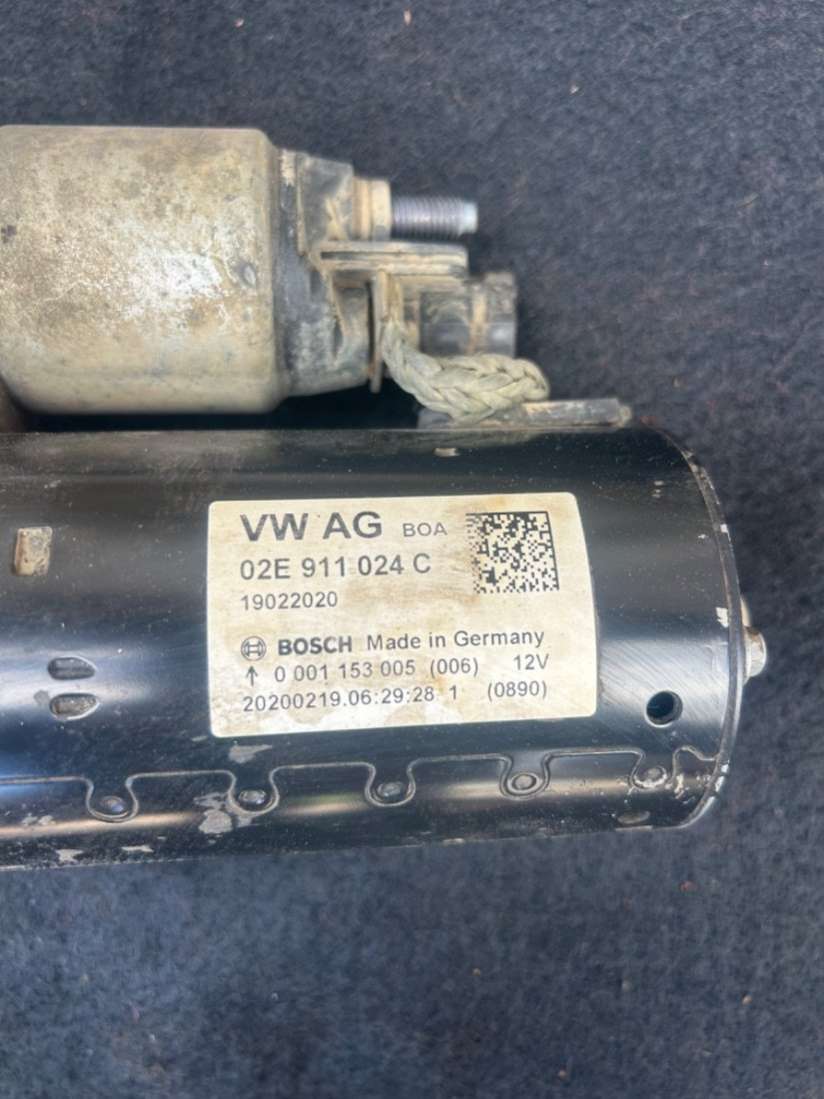 VW AG BOA
02E 911 024 C
19022020
BOSCH Made in Germany
↑ 0 001 153 005 (006) 12V
20200219.06:29:28 1 (0890)